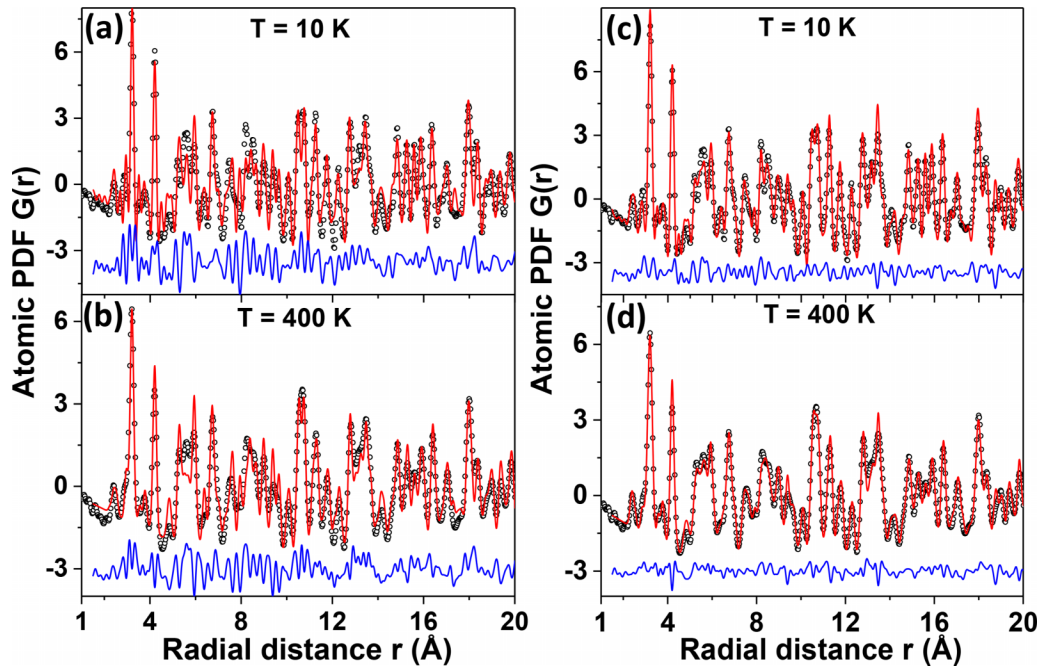 (a) T = 10 K
6
3
0
-3
(b) T = 400 K
6
3
0
-3
1 4 8 12 16 20
Radial distance r (Å)
Atomic PDF G(r)
(c) T = 10 K
6
3
0
-3
(d) T = 400 K
6
3
0
-3
1 4 8 12 16 20
Radial distance r (Å)
Atomic PDF G(r)